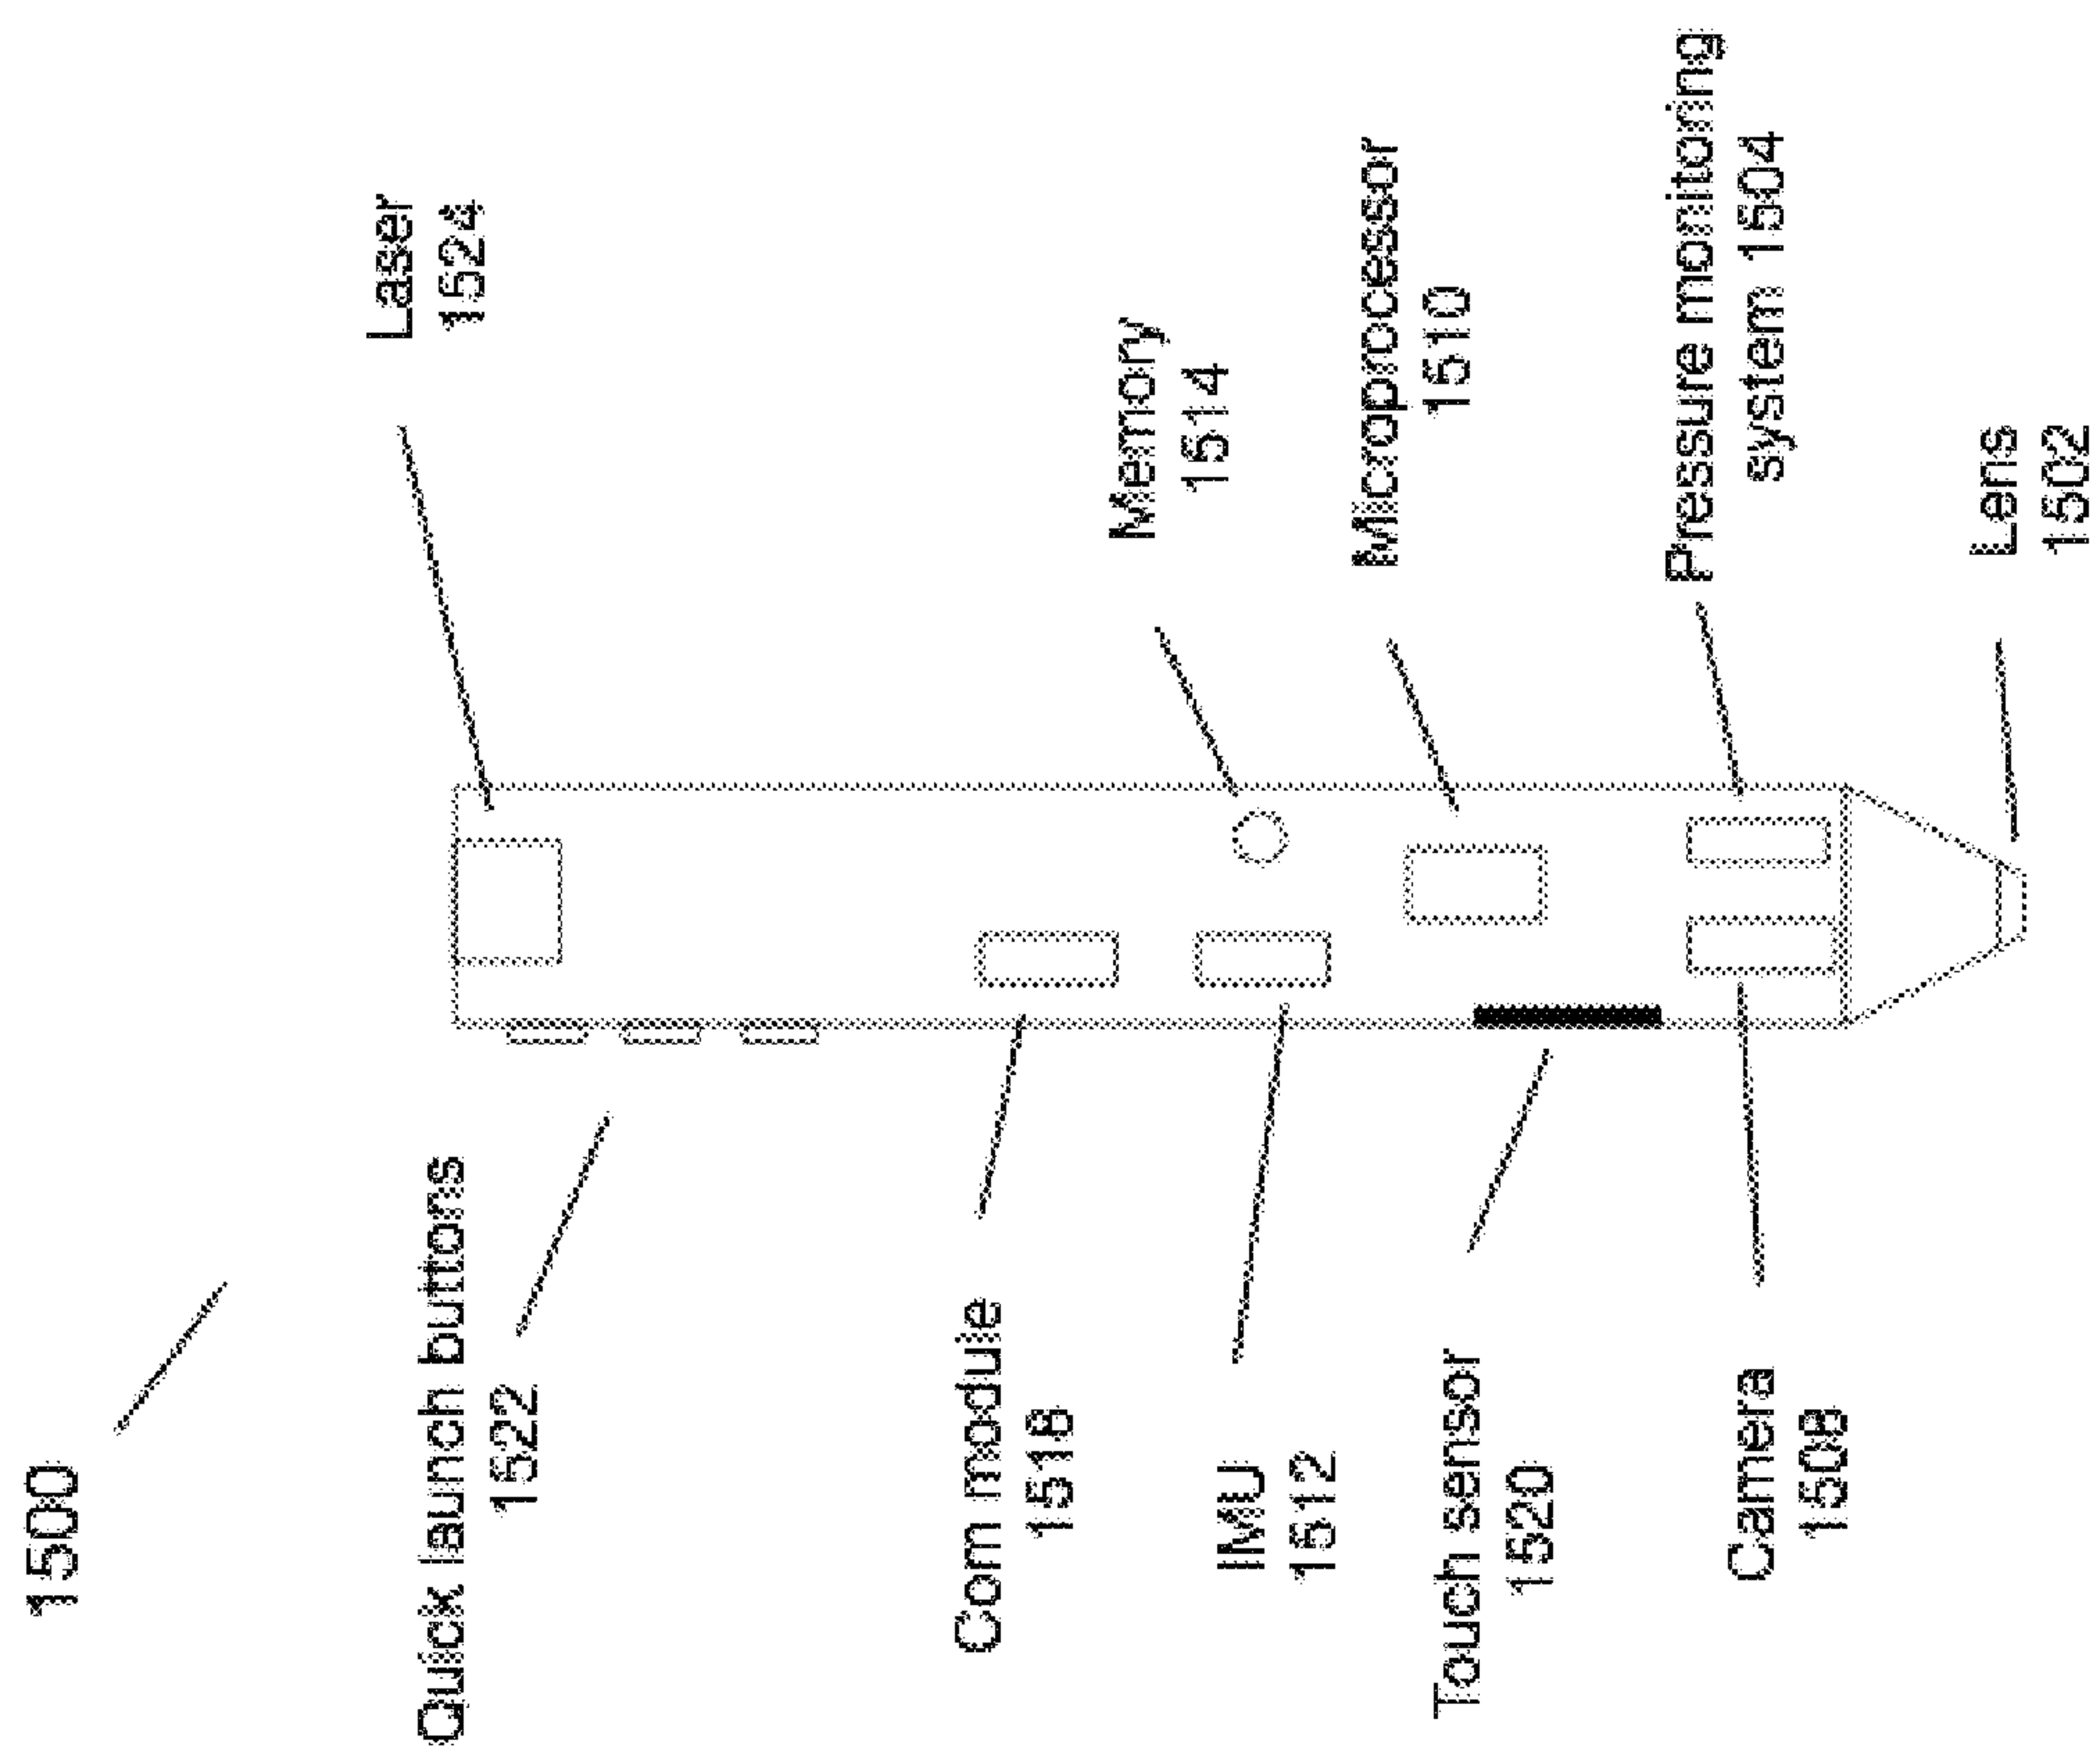 1500
Quick launch buttons
1522
Laser
1524
Com module
1518
Memory
1514
IMU
1512
Microprocessor
1510
Touch sensor
1520
Pressure monitoring
system 1504
Camera
1508
Lens
1502